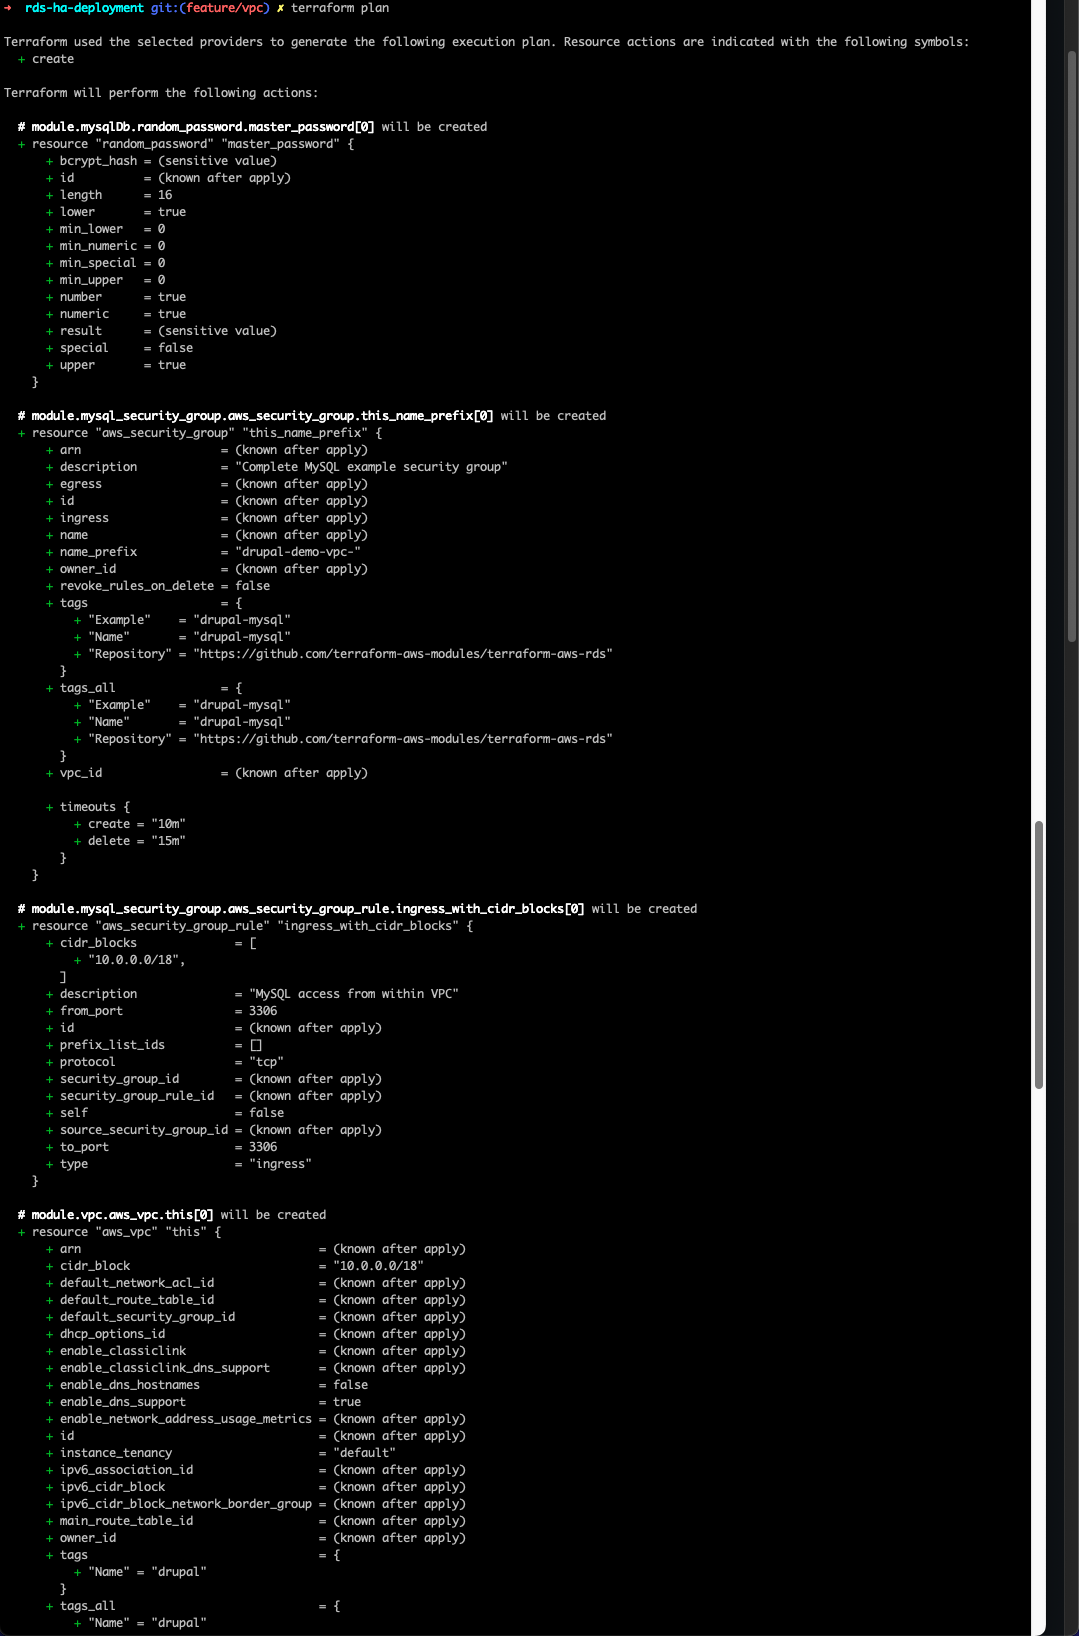 ➜  rds-ha-deployment git:(feature/vpc) ✗ terraform plan

Terraform used the selected providers to generate the following execution plan. Resource actions are indicated with the following symbols:
  + create

Terraform will perform the following actions:

  # module.mysqlDb.random_password.master_password[0] will be created
  + resource "random_password" "master_password" {
      + bcrypt_hash = (sensitive value)
      + id          = (known after apply)
      + length      = 16
      + lower       = true
      + min_lower   = 0
      + min_numeric = 0
      + min_special = 0
      + min_upper   = 0
      + number      = true
      + numeric     = true
      + result      = (sensitive value)
      + special     = false
      + upper       = true
    }

  # module.mysql_security_group.aws_security_group.this_name_prefix[0] will be created
  + resource "aws_security_group" "this_name_prefix" {
      + arn                    = (known after apply)
      + description            = "Complete MySQL example security group"
      + egress                 = (known after apply)
      + id                     = (known after apply)
      + ingress                = (known after apply)
      + name                   = (known after apply)
      + name_prefix            = "drupal-demo-vpc-"
      + owner_id               = (known after apply)
      + revoke_rules_on_delete = false
      + tags                   = {
          + "Example"    = "drupal-mysql"
          + "Name"       = "drupal-mysql"
          + "Repository" = "https://github.com/terraform-aws-modules/terraform-aws-rds"
        }
      + tags_all               = {
          + "Example"    = "drupal-mysql"
          + "Name"       = "drupal-mysql"
          + "Repository" = "https://github.com/terraform-aws-modules/terraform-aws-rds"
        }
      + vpc_id                 = (known after apply)

      + timeouts {
          + create = "10m"
          + delete = "15m"
        }
    }

  # module.mysql_security_group.aws_security_group_rule.ingress_with_cidr_blocks[0] will be created
  + resource "aws_security_group_rule" "ingress_with_cidr_blocks" {
      + cidr_blocks              = [
          + "10.0.0.0/18",
        ]
      + description              = "MySQL access from within VPC"
      + from_port                = 3306
      + id                       = (known after apply)
      + prefix_list_ids          = []
      + protocol                 = "tcp"
      + security_group_id        = (known after apply)
      + security_group_rule_id   = (known after apply)
      + self                     = false
      + source_security_group_id = (known after apply)
      + to_port                  = 3306
      + type                     = "ingress"
    }

  # module.vpc.aws_vpc.this[0] will be created
  + resource "aws_vpc" "this" {
      + arn                                  = (known after apply)
      + cidr_block                           = "10.0.0.0/18"
      + default_network_acl_id               = (known after apply)
      + default_route_table_id               = (known after apply)
      + default_security_group_id            = (known after apply)
      + dhcp_options_id                      = (known after apply)
      + enable_classiclink                   = (known after apply)
      + enable_classiclink_dns_support       = (known after apply)
      + enable_dns_hostnames                 = false
      + enable_dns_support                   = true
      + enable_network_address_usage_metrics = (known after apply)
      + id                                   = (known after apply)
      + instance_tenancy                     = "default"
      + ipv6_association_id                  = (known after apply)
      + ipv6_cidr_block                      = (known after apply)
      + ipv6_cidr_block_network_border_group = (known after apply)
      + main_route_table_id                  = (known after apply)
      + owner_id                             = (known after apply)
      + tags                                 = {
          + "Name" = "drupal"
        }
      + tags_all                             = {
          + "Name" = "drupal"